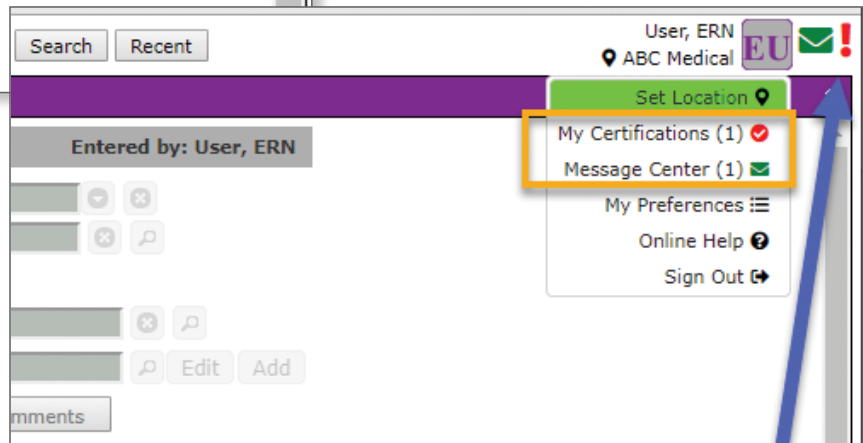 Search Recent
User, ERN
ABC Medical
EU
Set Location
Entered by: User, ERN
My Certifications (1)
Message Center (1)
My Preferences
Online Help
Sign Out
Edit Add
mments